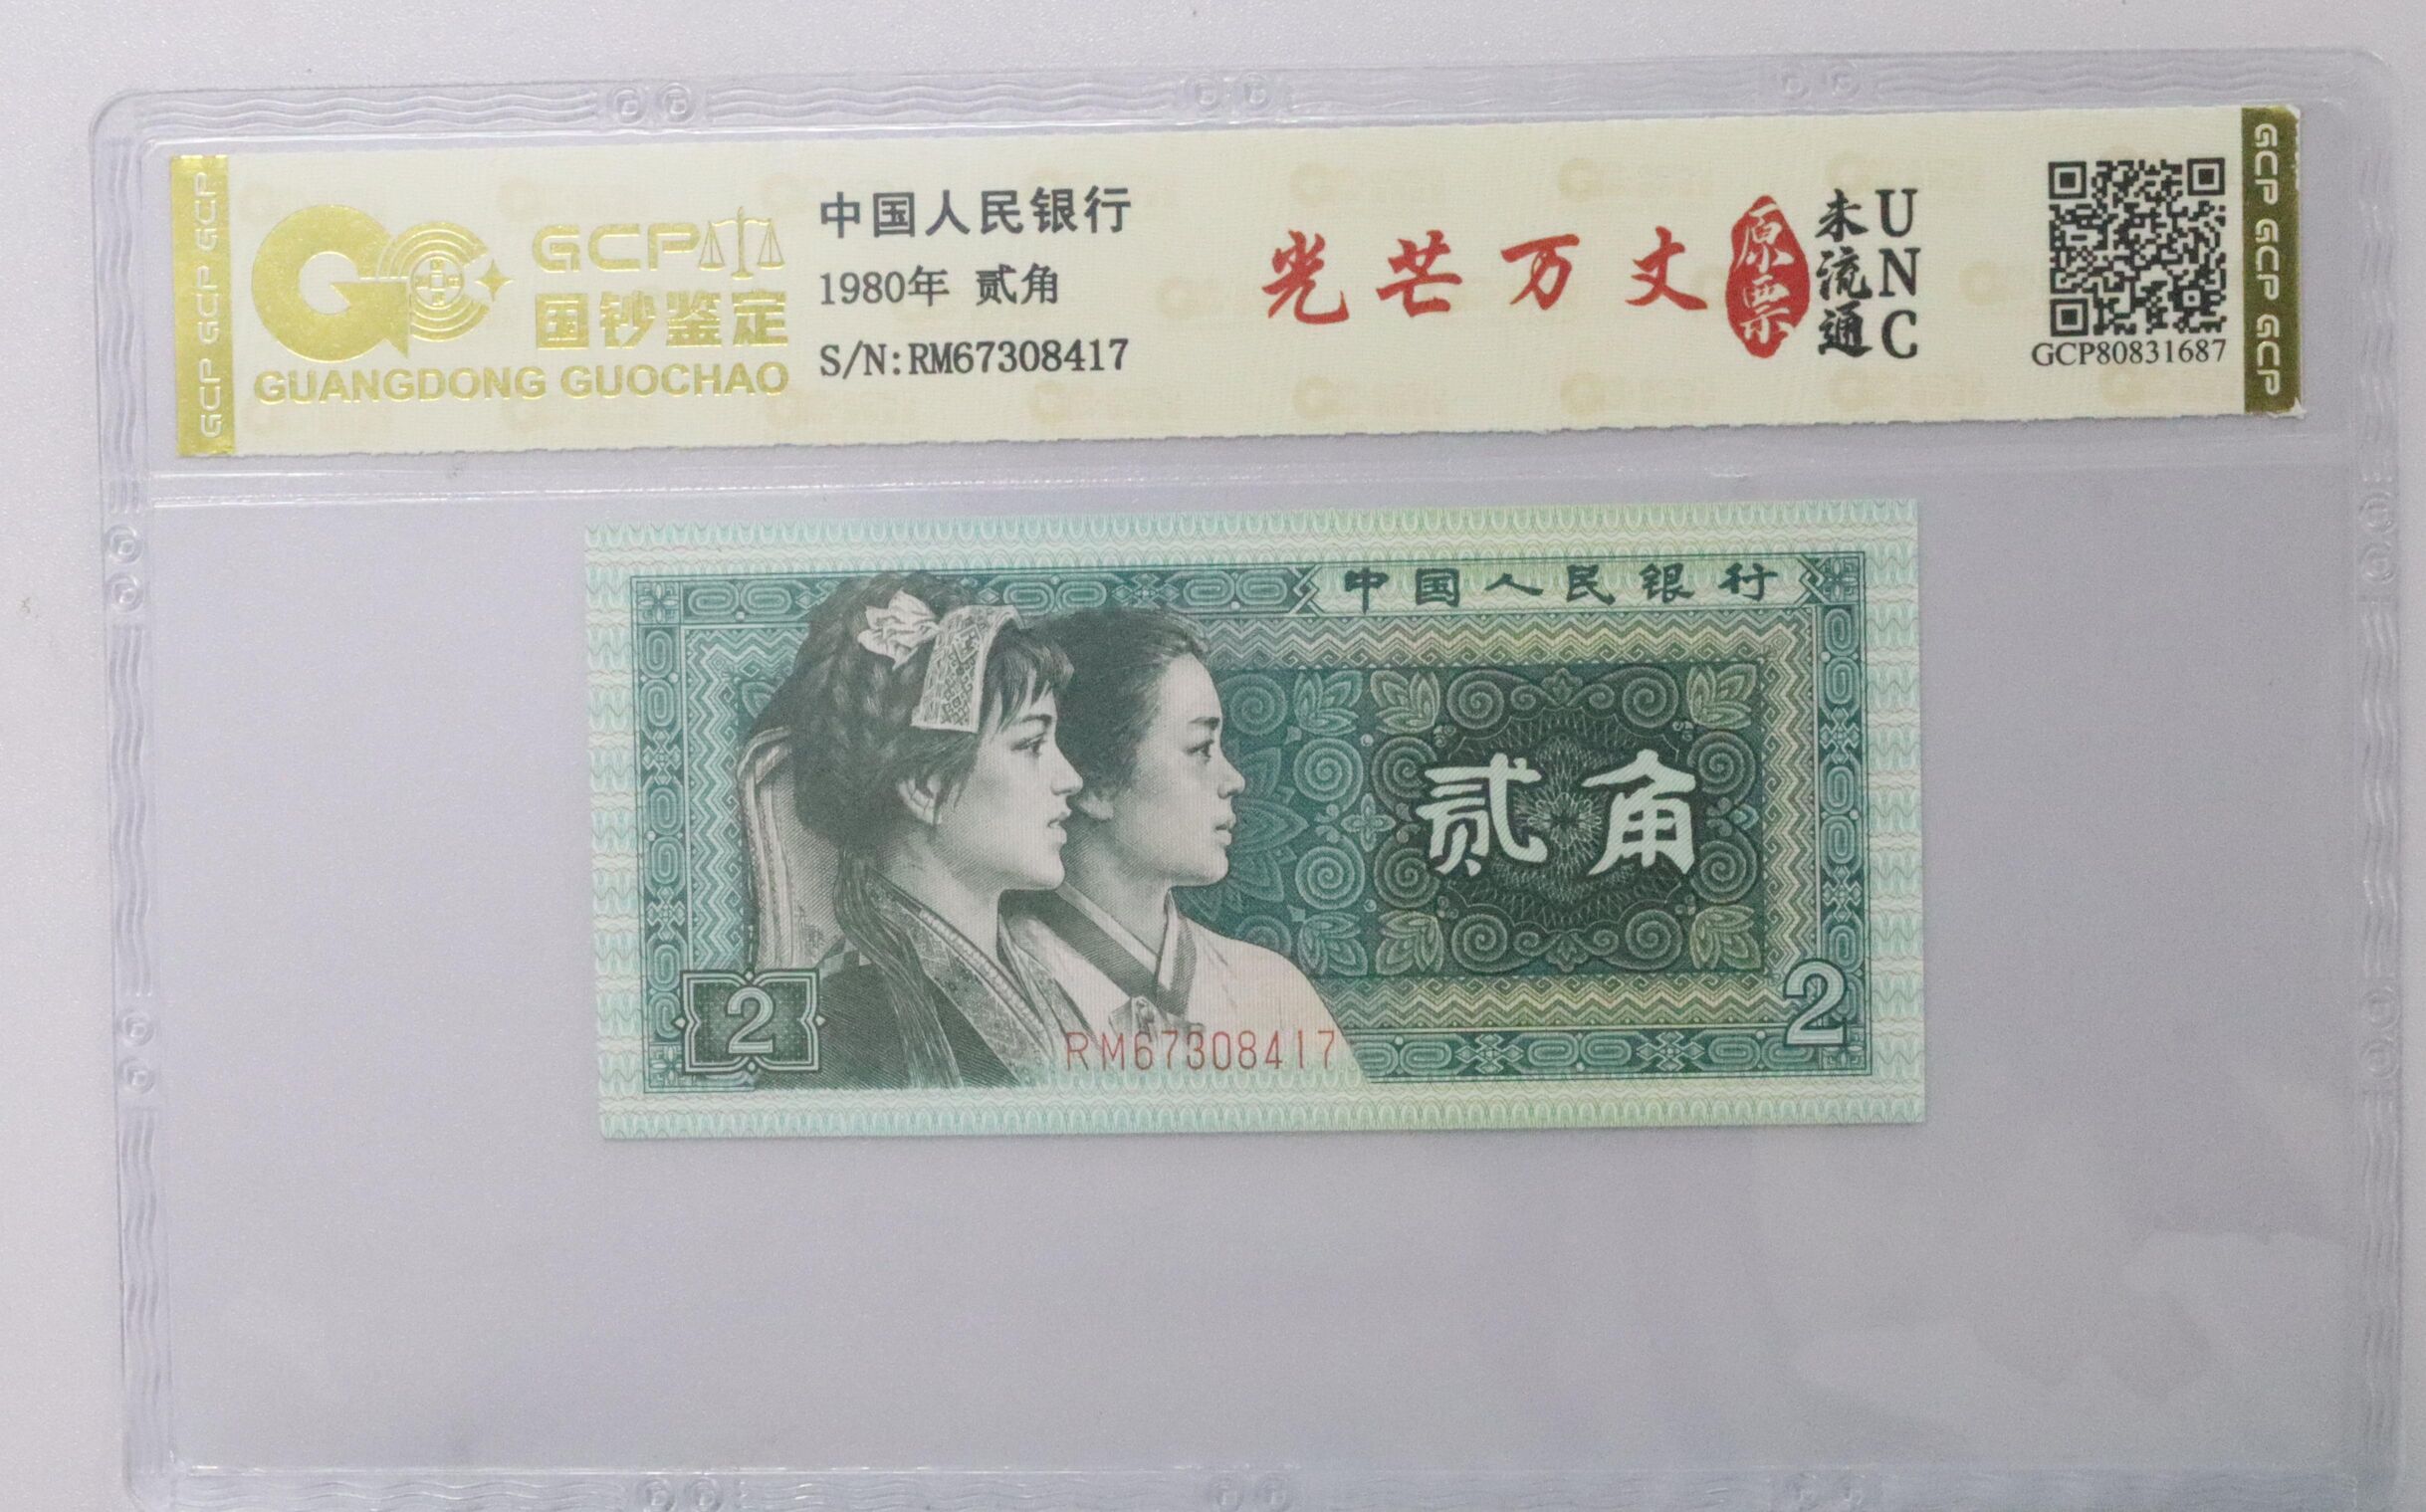 GCP GCP GCP
GCP
国钞鉴定
GUANGDONG GUOCHAO
中国人民银行
1980年 贰角
S/N:RM67308417
光芒万丈
原票
未流通
UNC
GCP80831687
GCP GCP GCP
中国人民银行
贰角
2
2
RM67308417